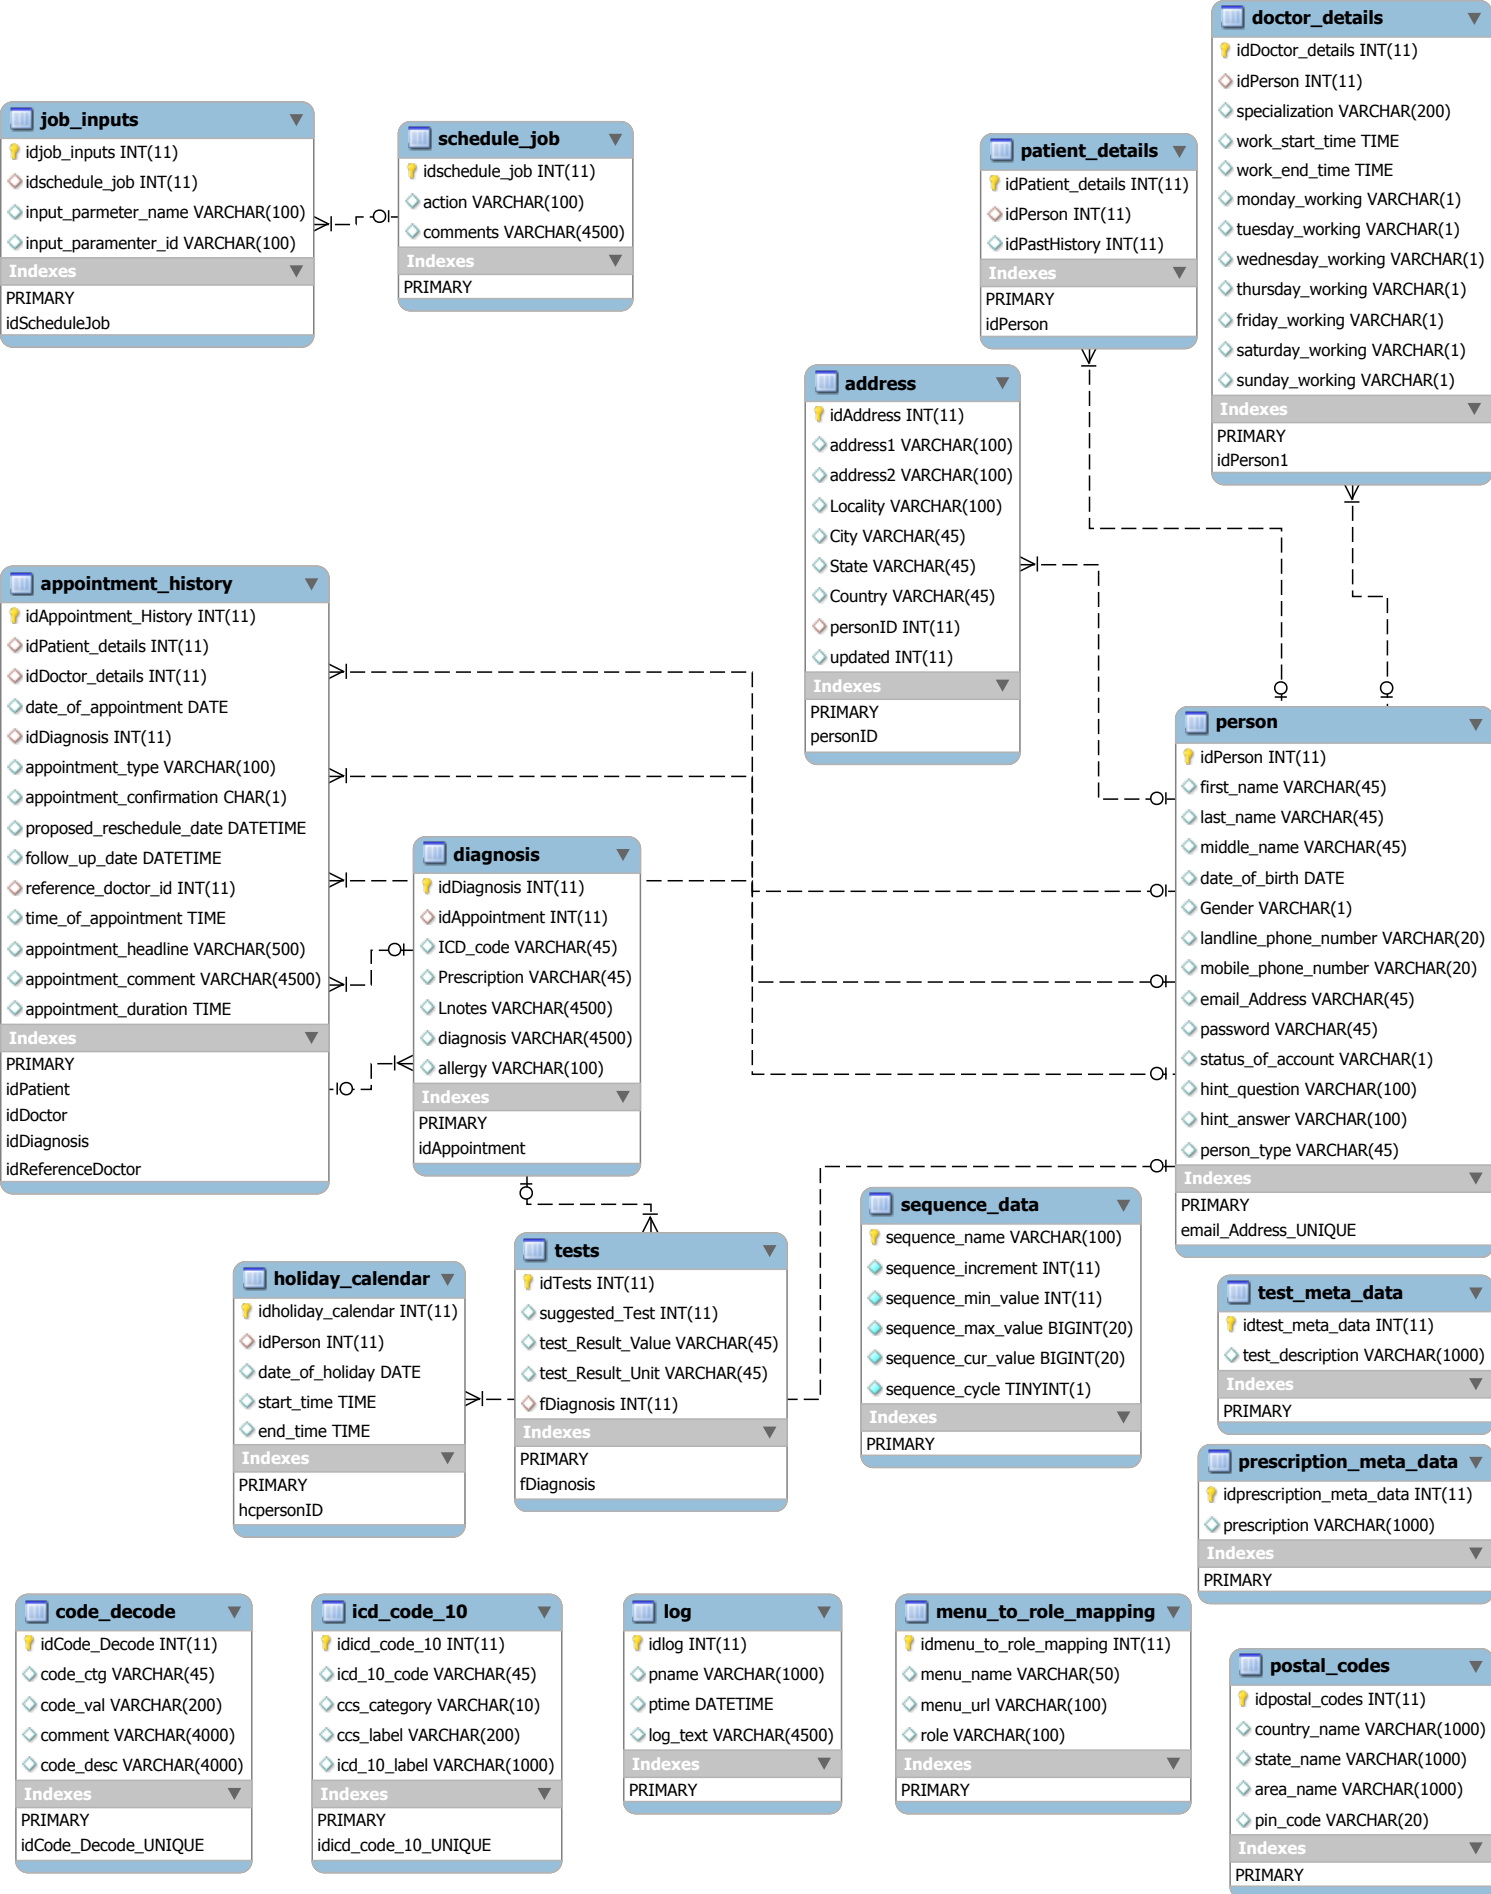 doctor_details
idDoctor_details INT(11)
idPerson INT(11)
specialization VARCHAR(200)
work_start_time TIME
work_end_time TIME
monday_working VARCHAR(1)
tuesday_working VARCHAR(1)
wednesday_working VARCHAR(1)
thursday_working VARCHAR(1)
friday_working VARCHAR(1)
saturday_working VARCHAR(1)
sunday_working VARCHAR(1)
Indexes
PRIMARY
idPerson1
job_inputs
idjob_inputs INT(11)
idschedule_job INT(11)
input_parmeter_name VARCHAR(100)
input_paramenter_id VARCHAR(100)
Indexes
PRIMARY
idScheduleJob
schedule_job
idschedule_job INT(11)
action VARCHAR(100)
comments VARCHAR(4500)
Indexes
PRIMARY
patient_details
idPatient_details INT(11)
idPerson INT(11)
idPastHistory INT(11)
Indexes
PRIMARY
idPerson
address
idAddress INT(11)
address1 VARCHAR(100)
address2 VARCHAR(100)
Locality VARCHAR(100)
City VARCHAR(45)
State VARCHAR(45)
Country VARCHAR(45)
personID INT(11)
updated INT(11)
Indexes
PRIMARY
personID
appointment_history
idAppointment_History INT(11)
idPatient_details INT(11)
idDoctor_details INT(11)
date_of_appointment DATE
idDiagnosis INT(11)
appointment_type VARCHAR(100)
appointment_confirmation CHAR(1)
proposed_reschedule_date DATETIME
follow_up_date DATETIME
reference_doctor_id INT(11)
time_of_appointment TIME
appointment_headline VARCHAR(500)
appointment_comment VARCHAR(4500)
appointment_duration TIME
Indexes
PRIMARY
idPatient
idDoctor
idDiagnosis
idReferenceDoctor
diagnosis
idDiagnosis INT(11)
idAppointment INT(11)
ICD_code VARCHAR(45)
Prescription VARCHAR(45)
Lnotes VARCHAR(4500)
diagnosis VARCHAR(4500)
allergy VARCHAR(100)
Indexes
PRIMARY
idAppointment
person
idPerson INT(11)
first_name VARCHAR(45)
last_name VARCHAR(45)
middle_name VARCHAR(45)
date_of_birth DATE
Gender VARCHAR(1)
landline_phone_number VARCHAR(20)
mobile_phone_number VARCHAR(20)
email_Address VARCHAR(45)
password VARCHAR(45)
status_of_account VARCHAR(1)
hint_question VARCHAR(100)
hint_answer VARCHAR(100)
person_type VARCHAR(45)
Indexes
PRIMARY
email_Address_UNIQUE
holiday_calendar
idholiday_calendar INT(11)
idPerson INT(11)
date_of_holiday DATE
start_time TIME
end_time TIME
Indexes
PRIMARY
hcpersonID
tests
idTests INT(11)
suggested_Test INT(11)
test_Result_Value VARCHAR(45)
test_Result_Unit VARCHAR(45)
fDiagnosis INT(11)
Indexes
PRIMARY
fDiagnosis
sequence_data
sequence_name VARCHAR(100)
sequence_increment INT(11)
sequence_min_value INT(11)
sequence_max_value BIGINT(20)
sequence_cur_value BIGINT(20)
sequence_cycle TINYINT(1)
Indexes
PRIMARY
test_meta_data
idtest_meta_data INT(11)
test_description VARCHAR(1000)
Indexes
PRIMARY
prescription_meta_data
idprescription_meta_data INT(11)
prescription VARCHAR(1000)
Indexes
PRIMARY
code_decode
idCode_Decode INT(11)
code_ctg VARCHAR(45)
code_val VARCHAR(200)
comment VARCHAR(4000)
code_desc VARCHAR(4000)
Indexes
PRIMARY
idCode_Decode_UNIQUE
icd_code_10
idicd_code_10 INT(11)
icd_10_code VARCHAR(45)
ccs_category VARCHAR(10)
ccs_label VARCHAR(200)
icd_10_label VARCHAR(1000)
Indexes
PRIMARY
idicd_code_10_UNIQUE
log
idlog INT(11)
pname VARCHAR(1000)
ptime DATETIME
log_text VARCHAR(4500)
Indexes
PRIMARY
menu_to_role_mapping
idmenu_to_role_mapping INT(11)
menu_name VARCHAR(50)
menu_url VARCHAR(100)
role VARCHAR(100)
Indexes
PRIMARY
postal_codes
idpostal_codes INT(11)
country_name VARCHAR(1000)
state_name VARCHAR(1000)
area_name VARCHAR(1000)
pin_code VARCHAR(20)
Indexes
PRIMARY